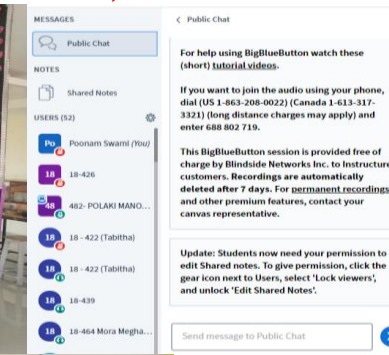 MESSAGES
Public Chat
NOTES
Shared Notes
USERS (52)
Po Poonam Swami (You)
18 18-426
48 482- POLAKI MANO...
18 18 - 422 (Tabitha)
18 18 - 422 (Tabitha)
18 18-439
18 18-464 Mora Megha...
< Public Chat
For help using BigBlueButton watch these
(short) tutorial videos.
If you want to join the audio using your phone,
dial (US 1-863-208-0022) (Canada 1-613-317-
3321) (long distance charges may apply) and
enter 688 802 719.
This BigBlueButton session is provided free of
charge by Blindside Networks Inc. to Instructure
customers. Recordings are automatically
deleted after 7 days. For permanent recordings
and other premium features, contact your
canvas representative.
Update: Students now need your permission to
edit Shared notes. To give permission, click the
gear icon next to Users, select 'Lock viewers',
and unlock 'Edit Shared Notes'.
Send message to Public Chat